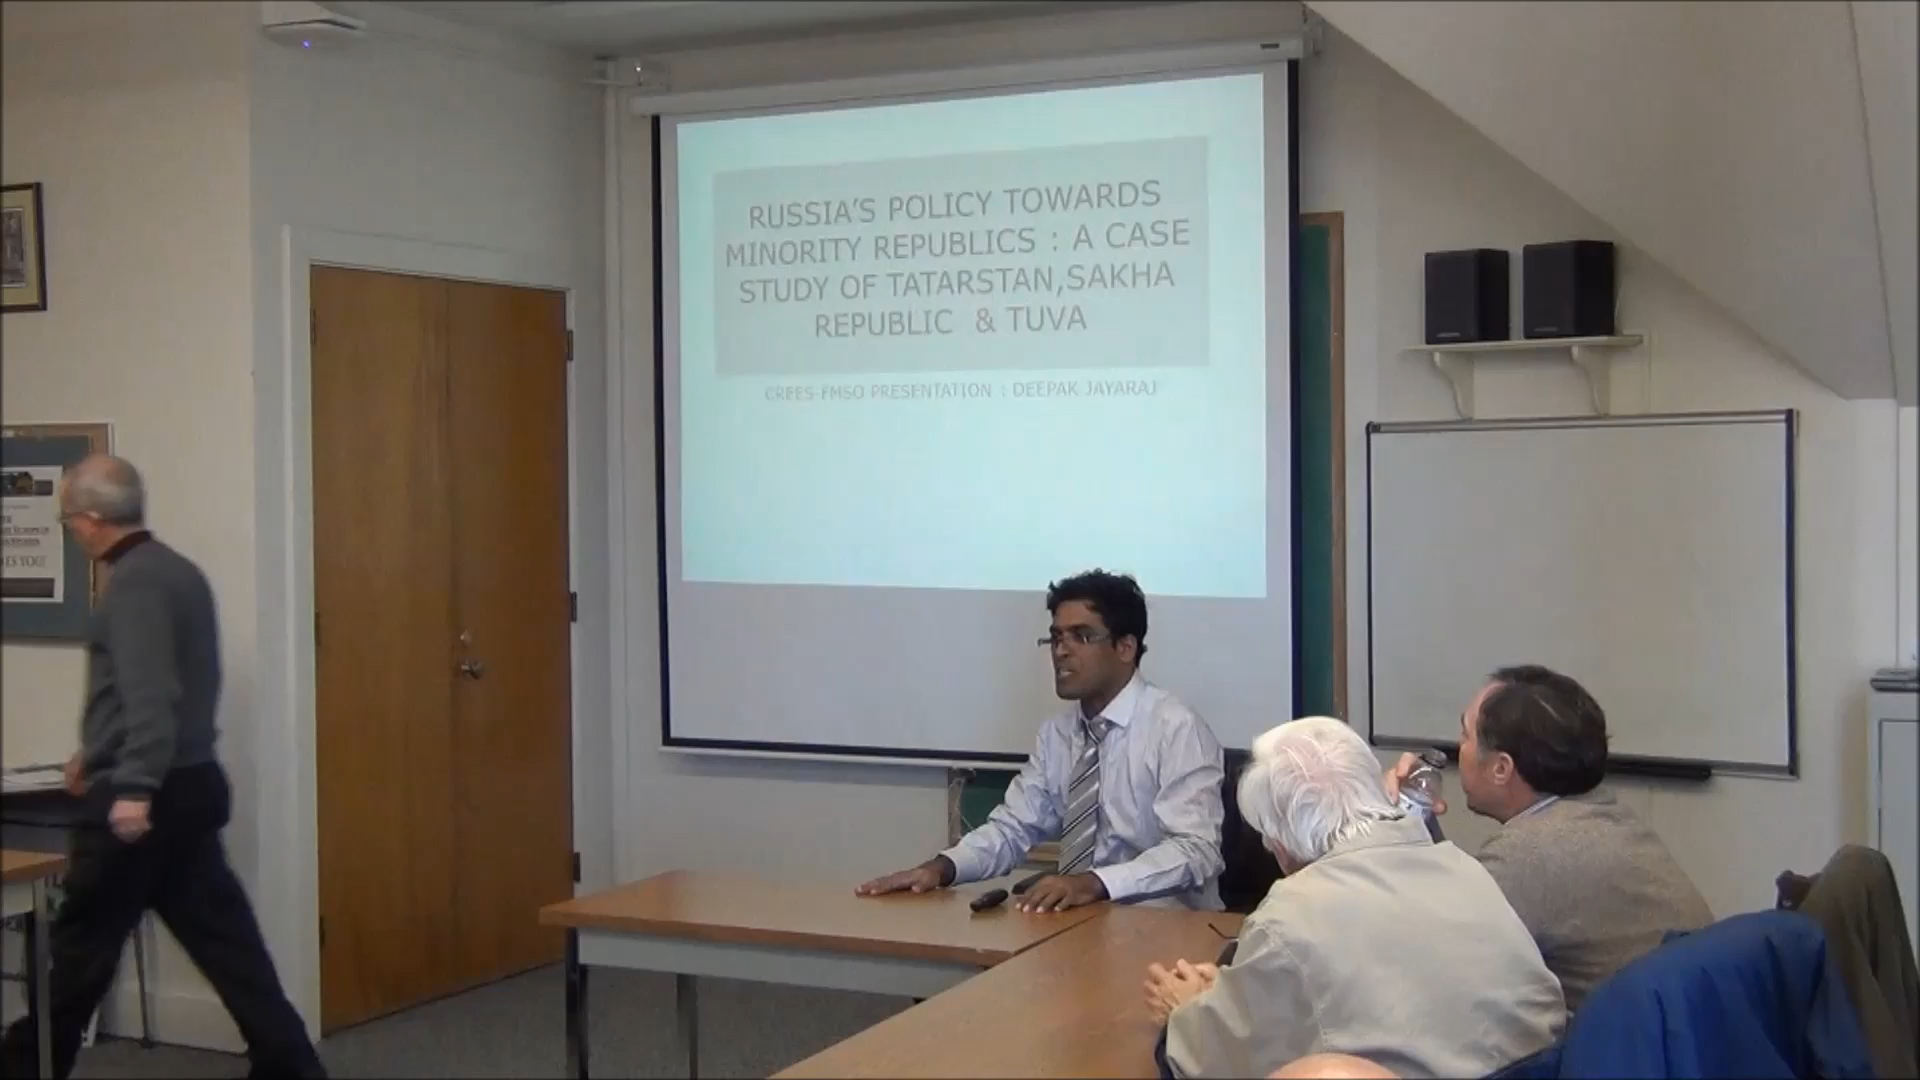 RUSSIA'S POLICY TOWARDS
MINORITY REPUBLICS : A CASE
STUDY OF TATARSTAN,SAKHA
REPUBLIC & TUVA
CREES-FMSO PRESENTATION : DEEPAK JAYARAJ